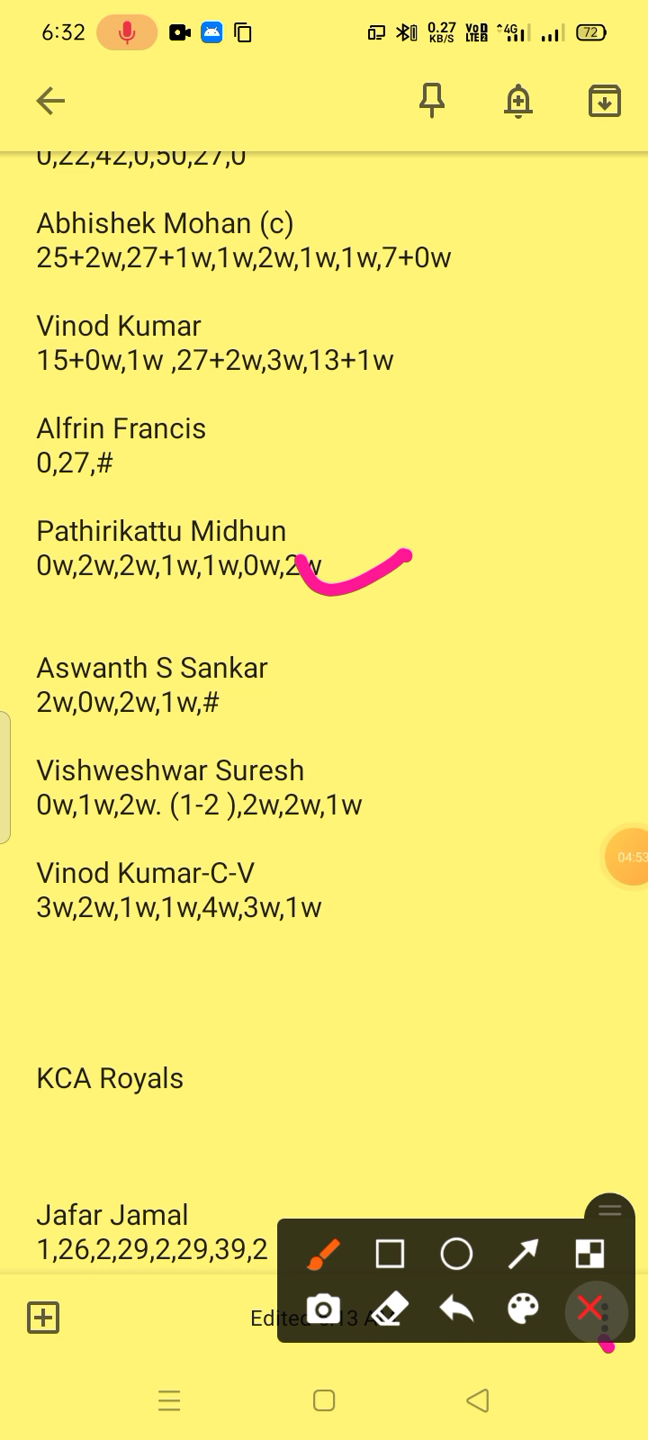 6:32
0.27
KB/S
VoD
LTE2
4G
72
0,22,42,0,50,27,0
Abhishek Mohan (c)
25+2w,27+1w,1w,2w,1w,1w,7+0w
Vinod Kumar
15+0w,1w ,27+2w,3w,13+1w
Alfrin Francis
0,27,#
Pathirikattu Midhun
0w,2w,2w,1w,1w,0w,2w
Aswanth S Sankar
2w,0w,2w,1w,#
Vishweshwar Suresh
0w,1w,2w. (1-2 ),2w,2w,1w
04:53
Vinod Kumar-C-V
3w,2w,1w,1w,4w,3w,1w
KCA Royals
Jafar Jamal
1,26,2,29,2,29,39,2
Edited